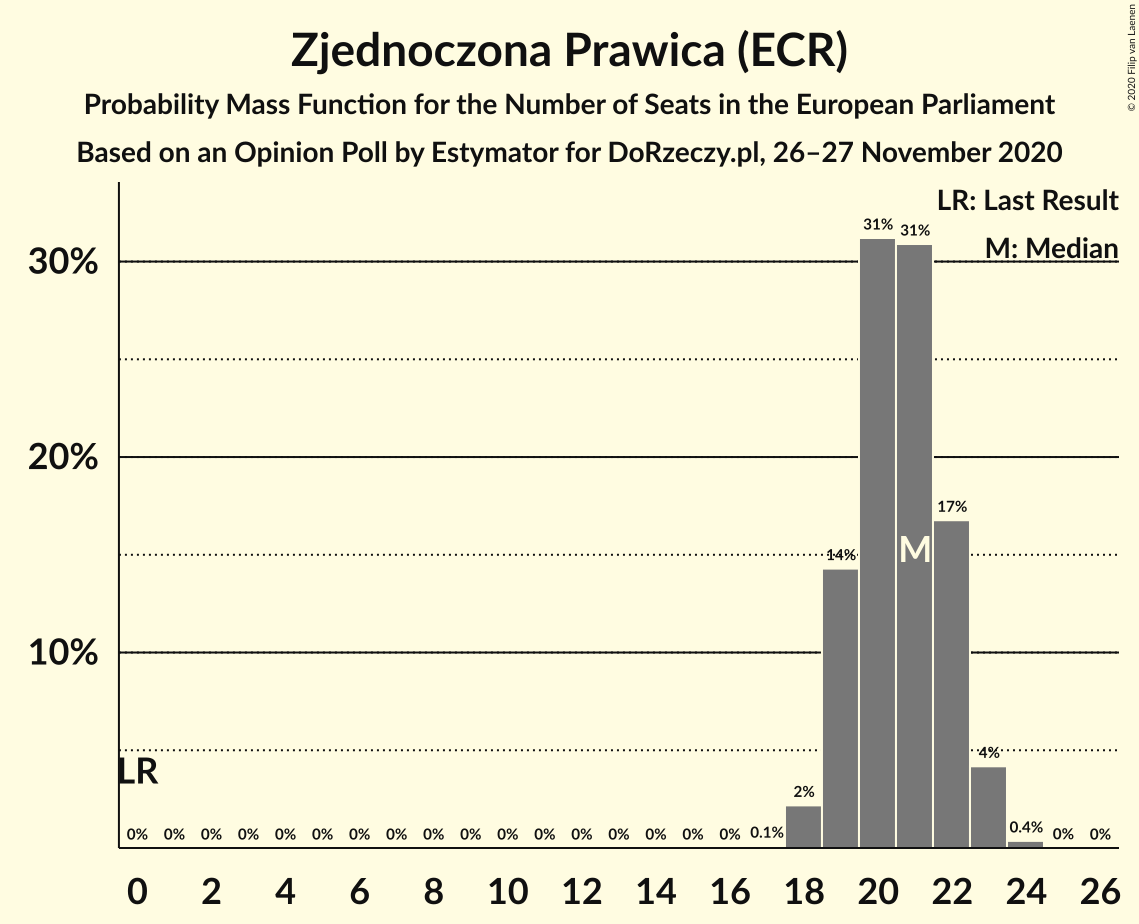 Zjednoczona Prawica (ECR)
Probability Mass Function for the Number of Seats in the European Parliament
Based on an Opinion Poll by Estymator for DoRzeczy.pl, 26–27 November 2020
© 2020 Filip van Laenen
LR: Last Result
M: Median
30%
20%
10%
31%
31%
17%
14%
M
4%
LR
2%
0% 0% 0% 0% 0% 0% 0% 0% 0% 0% 0% 0% 0% 0% 0% 0% 0% 0.1% 0.4% 0% 0%
0 2 4 6 8 10 12 14 16 18 20 22 24 26